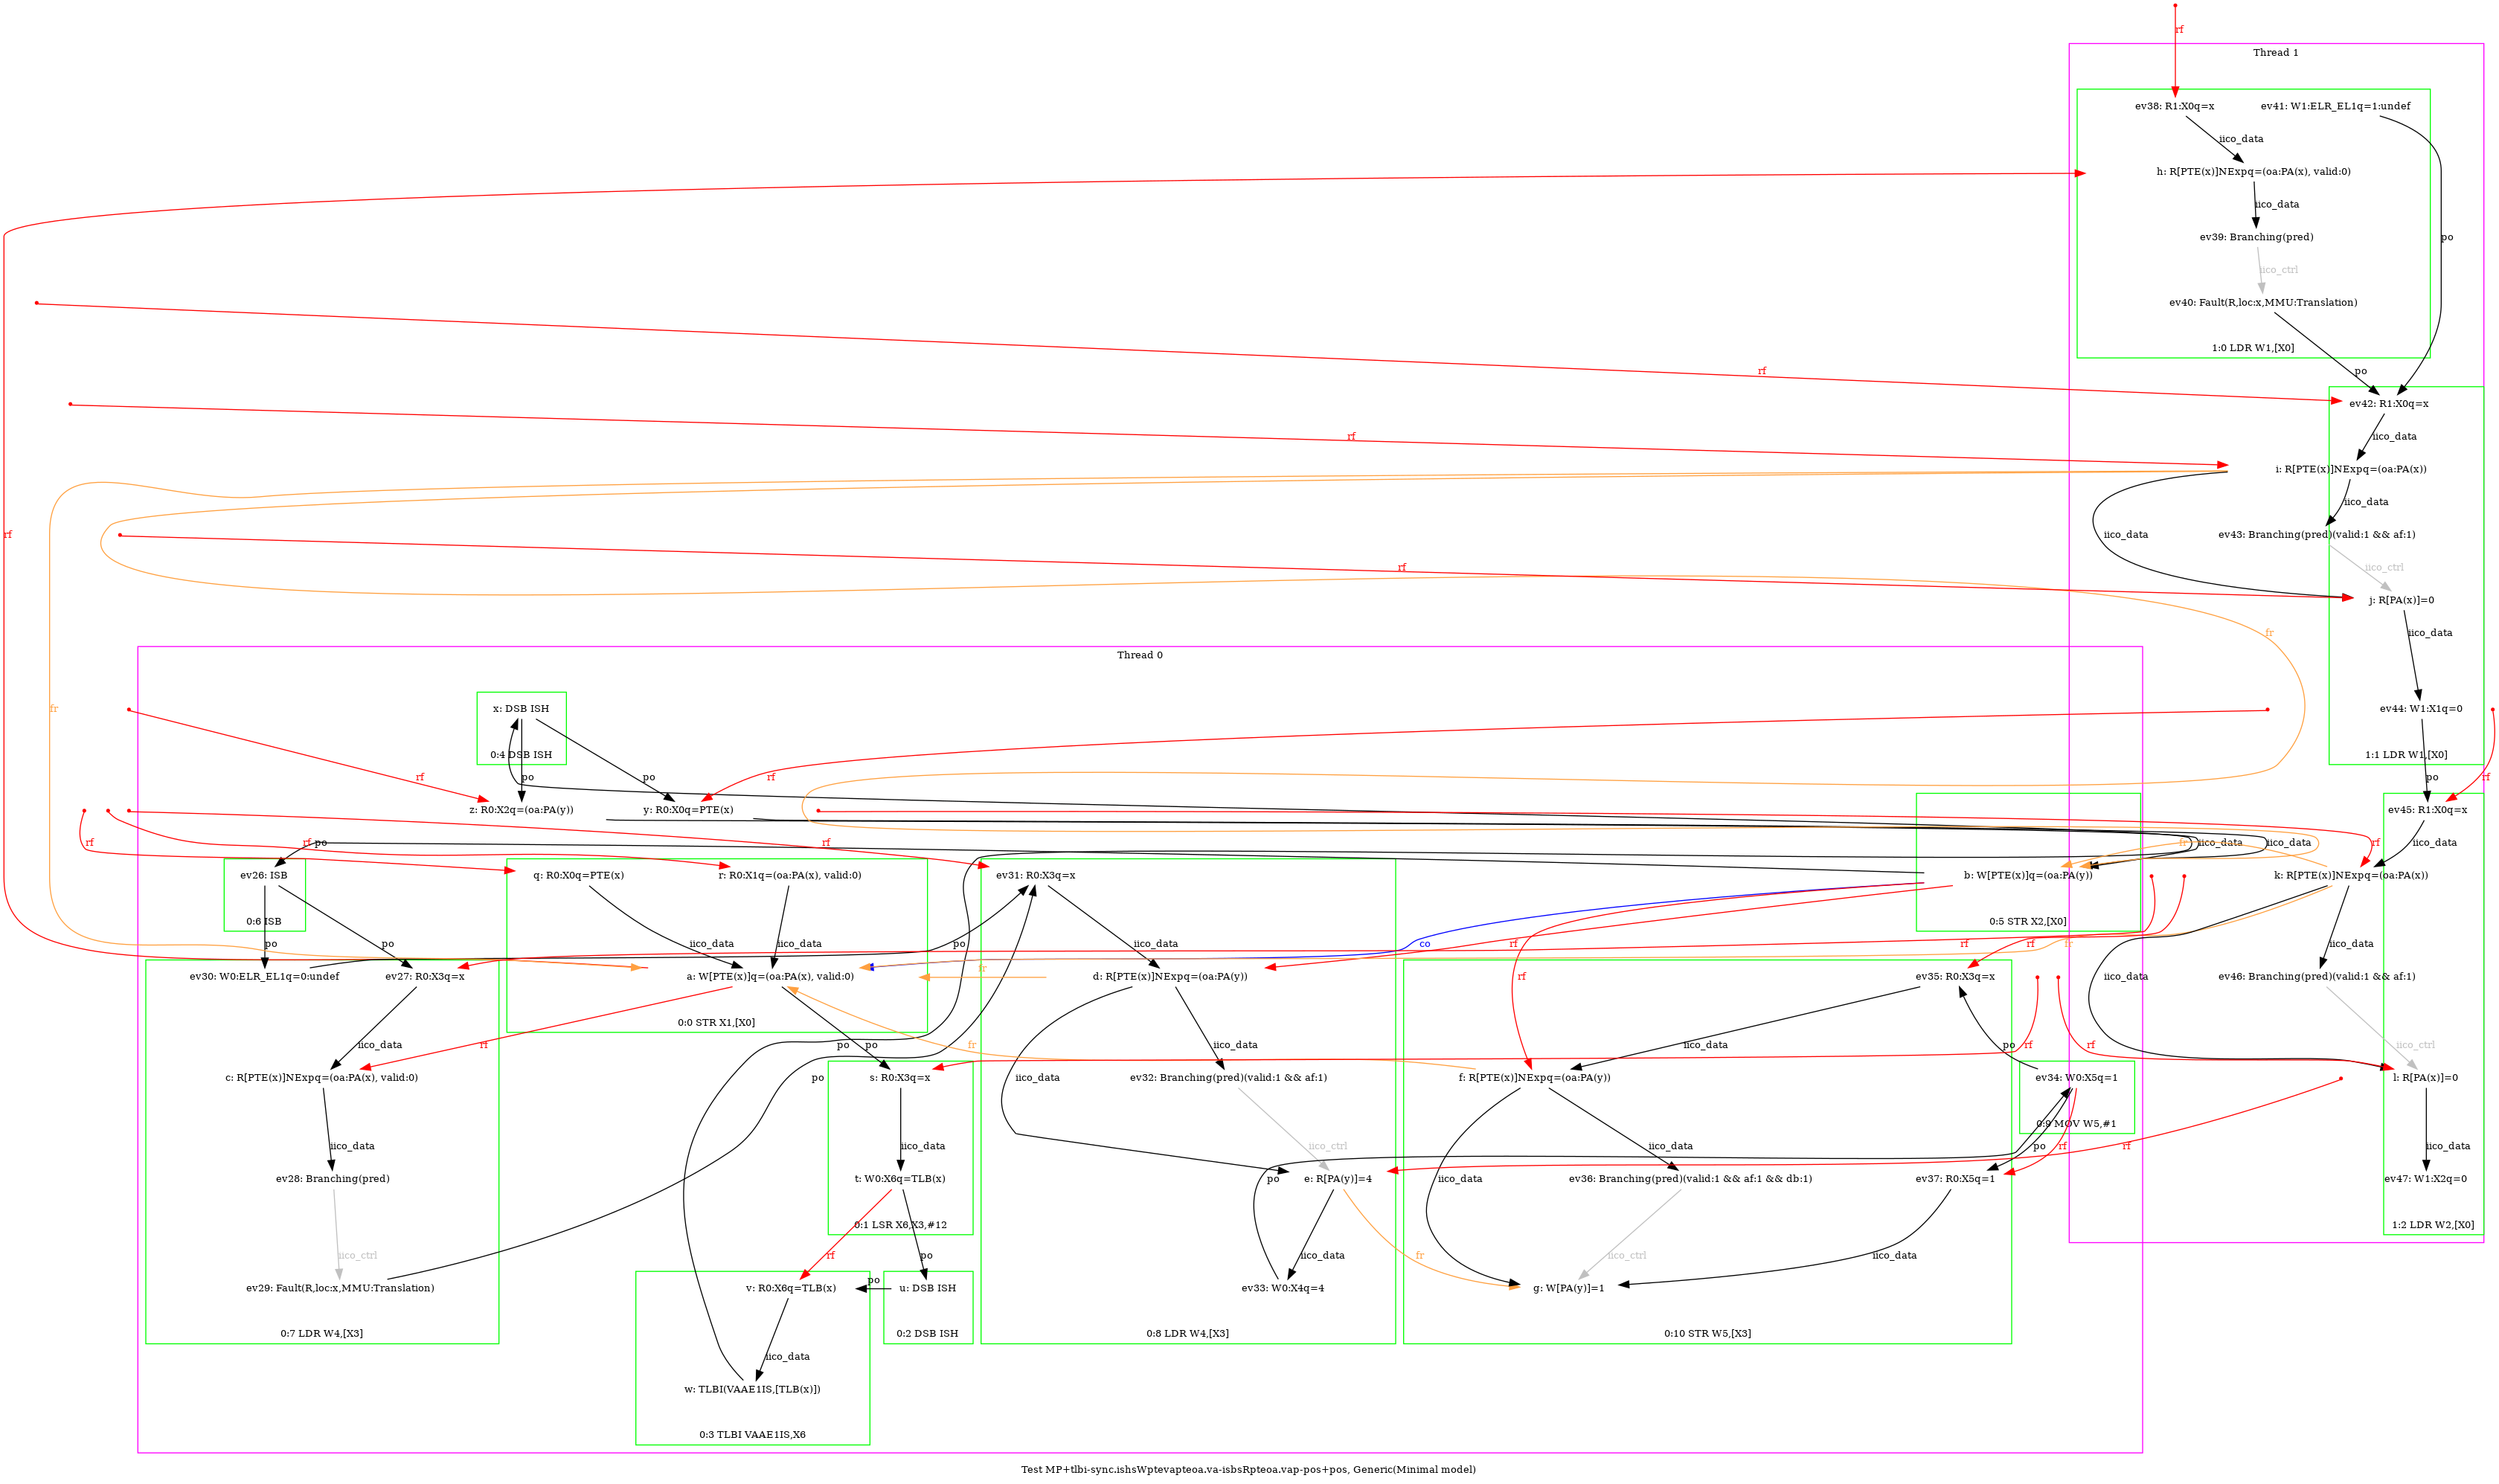 rf
Thread 1
ev38: R1:X0q=x
ev41: W1:ELR_EL1q=1:undef
iico_data
h: R[PTE(x)]NExpq=(oa:PA(x), valid:0)
iico_data
ev39: Branching(pred)
po
iico_ctrl
ev40: Fault(R,loc:x,MMU:Translation)
1:0 LDR W1,[X0]
rf
po
ev42: R1:X0q=x
rf
iico_data
i: R[PTE(x)]NExpq=(oa:PA(x))
iico_data
rf
iico_data
ev43: Branching(pred)(valid:1 && af:1)
rf
iico_ctrl
j: R[PA(x)]=0
fr
iico_data
Thread 0
fr
x: DSB ISH
ev44: W1:X1q=0
0:4 DSB ISH
1:1 LDR W1,[X0]
rf
po
po
rf
po
rf
z: R0:X2q=(oa:PA(y))
y: R0:X0q=PTE(x)
ev45: R1:X0q=x
rf
rf
po
rf
fr
iico_data
iico_data
rf
iico_data
ev26: ISB
q: R0:X0q=PTE(x)
r: R0:X1q=(oa:PA(x), valid:0)
ev31: R0:X3q=x
b: W[PTE(x)]q=(oa:PA(y))
k: R[PTE(x)]NExpq=(oa:PA(x))
0:6 ISB
0:5 STR X2,[X0]
po
po
iico_data
iico_data
po
iico_data
co
rf
rf
rf
fr
iico_data
ev30: W0:ELR_EL1q=0:undef
ev27: R0:X3q=x
a: W[PTE(x)]q=(oa:PA(x), valid:0)
fr
d: R[PTE(x)]NExpq=(oa:PA(y))
rf
ev35: R0:X3q=x
iico_data
ev46: Branching(pred)(valid:1 && af:1)
0:0 STR X1,[X0]
iico_data
rf
po
po
fr
iico_data
iico_data
po
rf
rf
iico_ctrl
c: R[PTE(x)]NExpq=(oa:PA(x), valid:0)
po
s: R0:X3q=x
iico_data
ev32: Branching(pred)(valid:1 && af:1)
f: R[PTE(x)]NExpq=(oa:PA(y))
ev34: W0:X5q=1
l: R[PA(x)]=0
0:9 MOV W5,#1
iico_data
iico_data
iico_ctrl
iico_data
po
rf
rf
iico_data
ev28: Branching(pred)
t: W0:X6q=TLB(x)
po
e: R[PA(y)]=4
iico_data
ev36: Branching(pred)(valid:1 && af:1 && db:1)
ev37: R0:X5q=1
ev47: W1:X2q=0
0:1 LSR X6,X3,#12
1:2 LDR W2,[X0]
iico_ctrl
rf
po
iico_data
fr
iico_ctrl
iico_data
ev29: Fault(R,loc:x,MMU:Translation)
v: R0:X6q=TLB(x)
po
u: DSB ISH
ev33: W0:X4q=4
g: W[PA(y)]=1
0:7 LDR W4,[X3]
0:2 DSB ISH
0:8 LDR W4,[X3]
0:10 STR W5,[X3]
iico_data
w: TLBI(VAAE1IS,[TLB(x)])
0:3 TLBI VAAE1IS,X6
Test MP+tlbi-sync.ishsWptevapteoa.va-isbsRpteoa.vap-pos+pos, Generic(Minimal model)